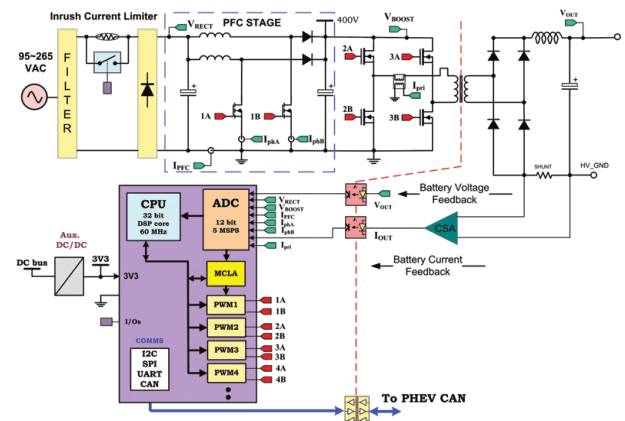 Inrush Current Limiter
PFC STAGE
400V
VRECT
VBOOST
VOUT
95~265
VAC
FILTER
2A
3A
Ipri
1A
1B
2B
3B
IphA
IphB
IPFC
SHUNT
HV_GND
CPU
32 bit
DSP core
60 MHz
ADC
12 bit
5 MSPS
VRECT
VBOOST
IPFC
IphA
IphB
Ipri
VOUT
Battery Voltage
Feedback
IOUT
CSA
Battery Current
Feedback
Aux.
DC/DC
DC bus
3V3
3V3
MCLA
I/Os
PWM1
1A
1B
PWM2
2A
2B
PWM3
3A
3B
PWM4
4A
4B
COMMS
I2C
SPI
UART
CAN
To PHEV CAN